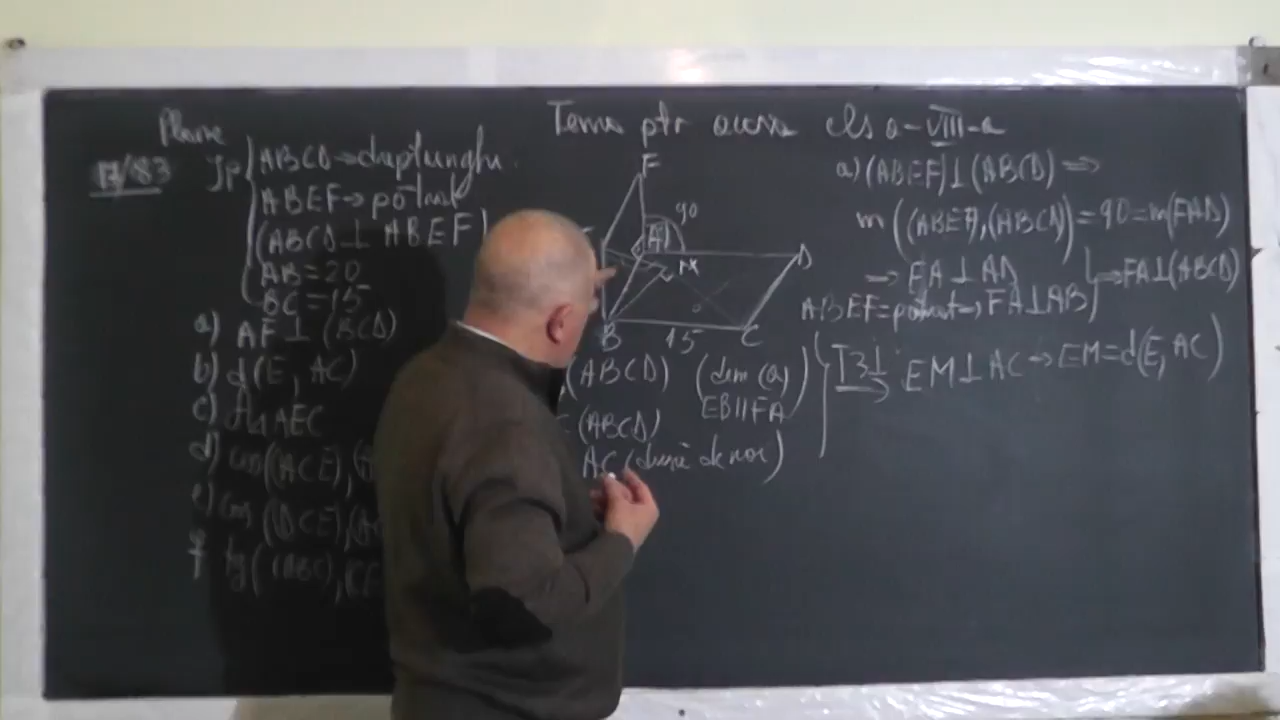 Plane
Tema ptr acasa cls a-VIII-a
17/83
Jp ABCD→dreptunghi.
ABEF→pătrat
(ABCD ⊥ ABEF)
AB=20
BC=15
a) AF⊥ (BCD)
b) d(E, AC)
c) AEC
d) cos((ACE),(A
e) cos (DCE),(A
f tg((ABC),(CE
F
90
A
D
M
B
15
C
a) (ABEF)⊥(ABCD) ⇒
m((ABEF),(ABCD))=90=m(FAD)
→ FA⊥AD
ABEF=pătrat→FA⊥AB
⇒FA⊥(ABCD)
(ABCD) (dem (a)
EB||FA)
(ABCD)
AC (dusă de noi)
T3⊥ EM⊥AC→EM=d(E, AC)